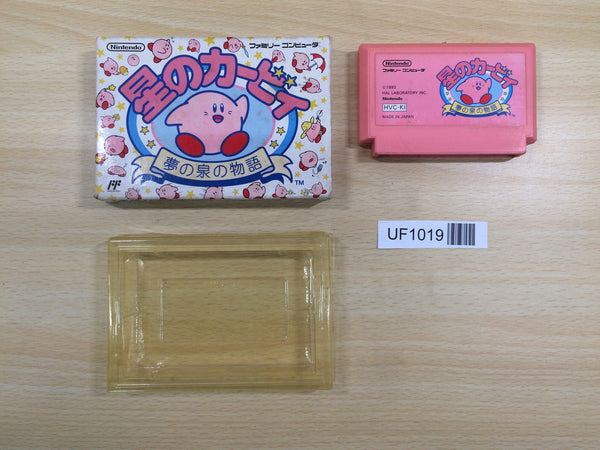 Nintendo
ファミリー コンピュータ
星のカービィ
夢の泉の物語
TM
Nintendo
ファミリー コンピュータ
©1993
HAL LABORATORY INC.
Nintendo
HVC-KI
MADE IN JAPAN
星のカービィ
夢の泉の物語
UF1019